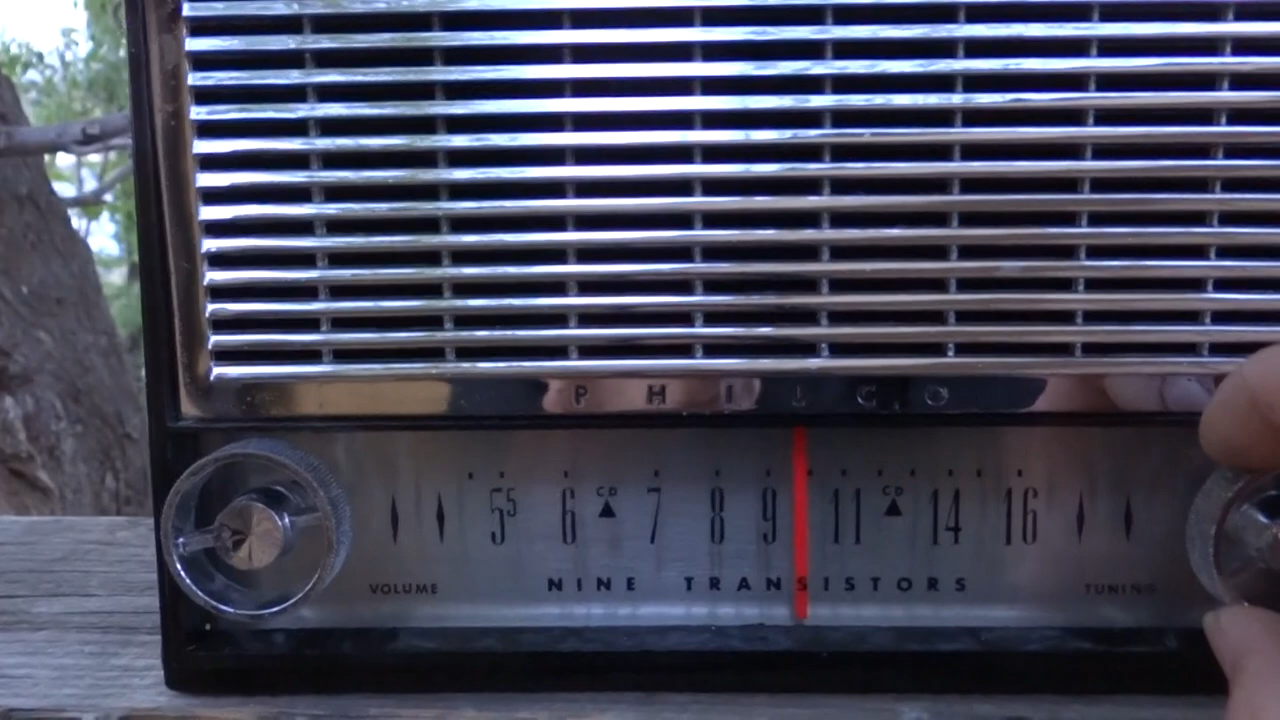 PHILCO
55 6 CD 7 8 9 11 CD 14 16
VOLUME NINE TRANSISTORS TUNING